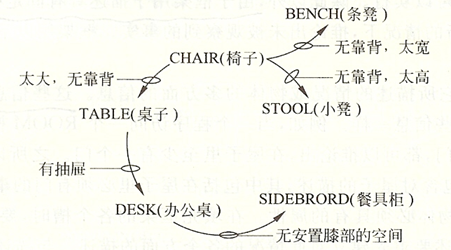 BENCH(条凳)
无靠背，太宽
CHAIR(椅子)
太大，无靠背
无靠背，太高
TABLE(桌子)
STOOL(小凳)
有抽屉
DESK(办公桌)
SIDEBRORD(餐具柜)
无安置膝部的空间